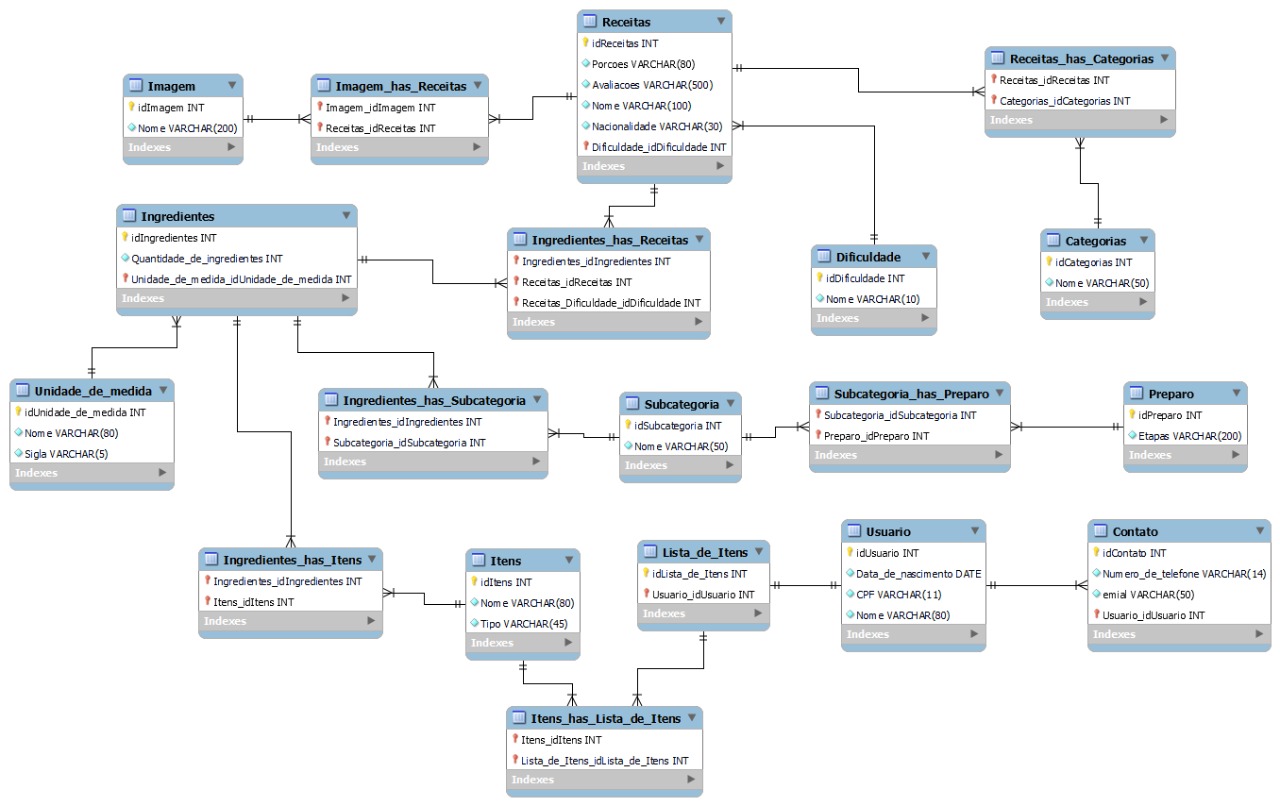 Receitas
idReceitas INT
Porcoes VARCHAR(80)
Avaliacoes VARCHAR(500)
Nome VARCHAR(100)
Nacionalidade VARCHAR(30)
Dificuldade_idDificuldade INT
Indexes
Receitas_has_Categorias
Receitas_idReceitas INT
Categorias_idCategorias INT
Indexes
Imagem
idImagem INT
Nome VARCHAR(200)
Indexes
Imagem_has_Receitas
Imagem_idImagem INT
Receitas_idReceitas INT
Indexes
Ingredientes
idIngredientes INT
Quantidade_de_ingredientes INT
Unidade_de_medida_idUnidade_de_medida INT
Indexes
Ingredientes_has_Receitas
Ingredientes_idIngredientes INT
Receitas_idReceitas INT
Receitas_Dificuldade_idDificuldade INT
Indexes
Dificuldade
idDificuldade INT
Nome VARCHAR(10)
Indexes
Categorias
idCategorias INT
Nome VARCHAR(50)
Indexes
Unidade_de_medida
idUnidade_de_medida INT
Nome VARCHAR(80)
Sigla VARCHAR(5)
Indexes
Ingredientes_has_Subcategoria
Ingredientes_idIngredientes INT
Subcategoria_idSubcategoria INT
Indexes
Subcategoria
idSubcategoria INT
Nome VARCHAR(50)
Indexes
Subcategoria_has_Preparo
Subcategoria_idSubcategoria INT
Preparo_idPreparo INT
Indexes
Preparo
idPreparo INT
Etapas VARCHAR(200)
Indexes
Ingredientes_has_Itens
Ingredientes_idIngredientes INT
Itens_idItens INT
Indexes
Itens
idItens INT
Nome VARCHAR(80)
Tipo VARCHAR(45)
Indexes
Lista_de_Itens
idLista_de_Itens INT
Usuario_idUsuario INT
Indexes
Usuario
idUsuario INT
Data_de_nascimento DATE
CPF VARCHAR(11)
Nome VARCHAR(80)
Indexes
Contato
idContato INT
Numero_de_telefone VARCHAR(14)
emial VARCHAR(50)
Usuario_idUsuario INT
Indexes
Itens_has_Lista_de_Itens
Itens_idItens INT
Lista_de_Itens_idLista_de_Itens INT
Indexes